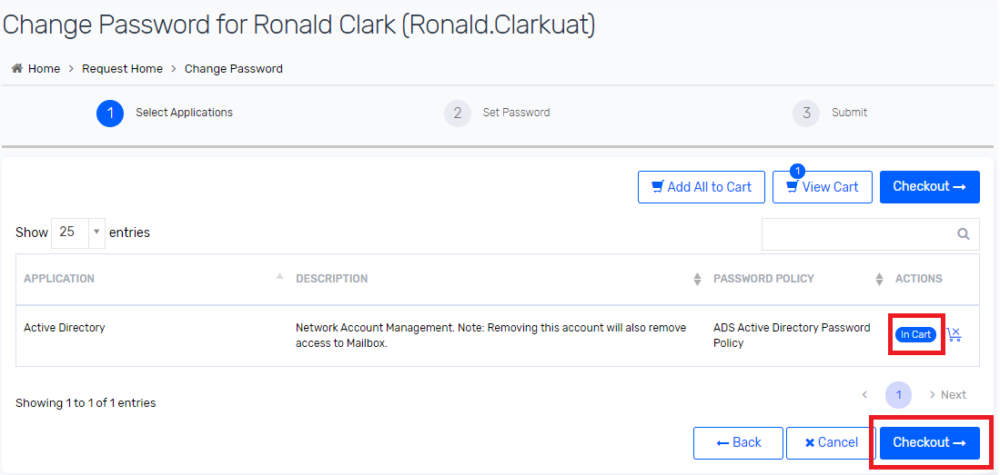 Change Password for Ronald Clark (Ronald.Clarkuat)
Home > Request Home > Change Password
1 Select Applications 2 Set Password 3 Submit
1
Add All to Cart View Cart Checkout →
Show 25 entries
APPLICATION DESCRIPTION PASSWORD POLICY ACTIONS
Active Directory Network Account Management. Note: Removing this account will also remove ADS Active Directory Password In Cart
access to Mailbox. Policy
Showing 1 to 1 of 1 entries
< 1 > Next
← Back × Cancel Checkout →